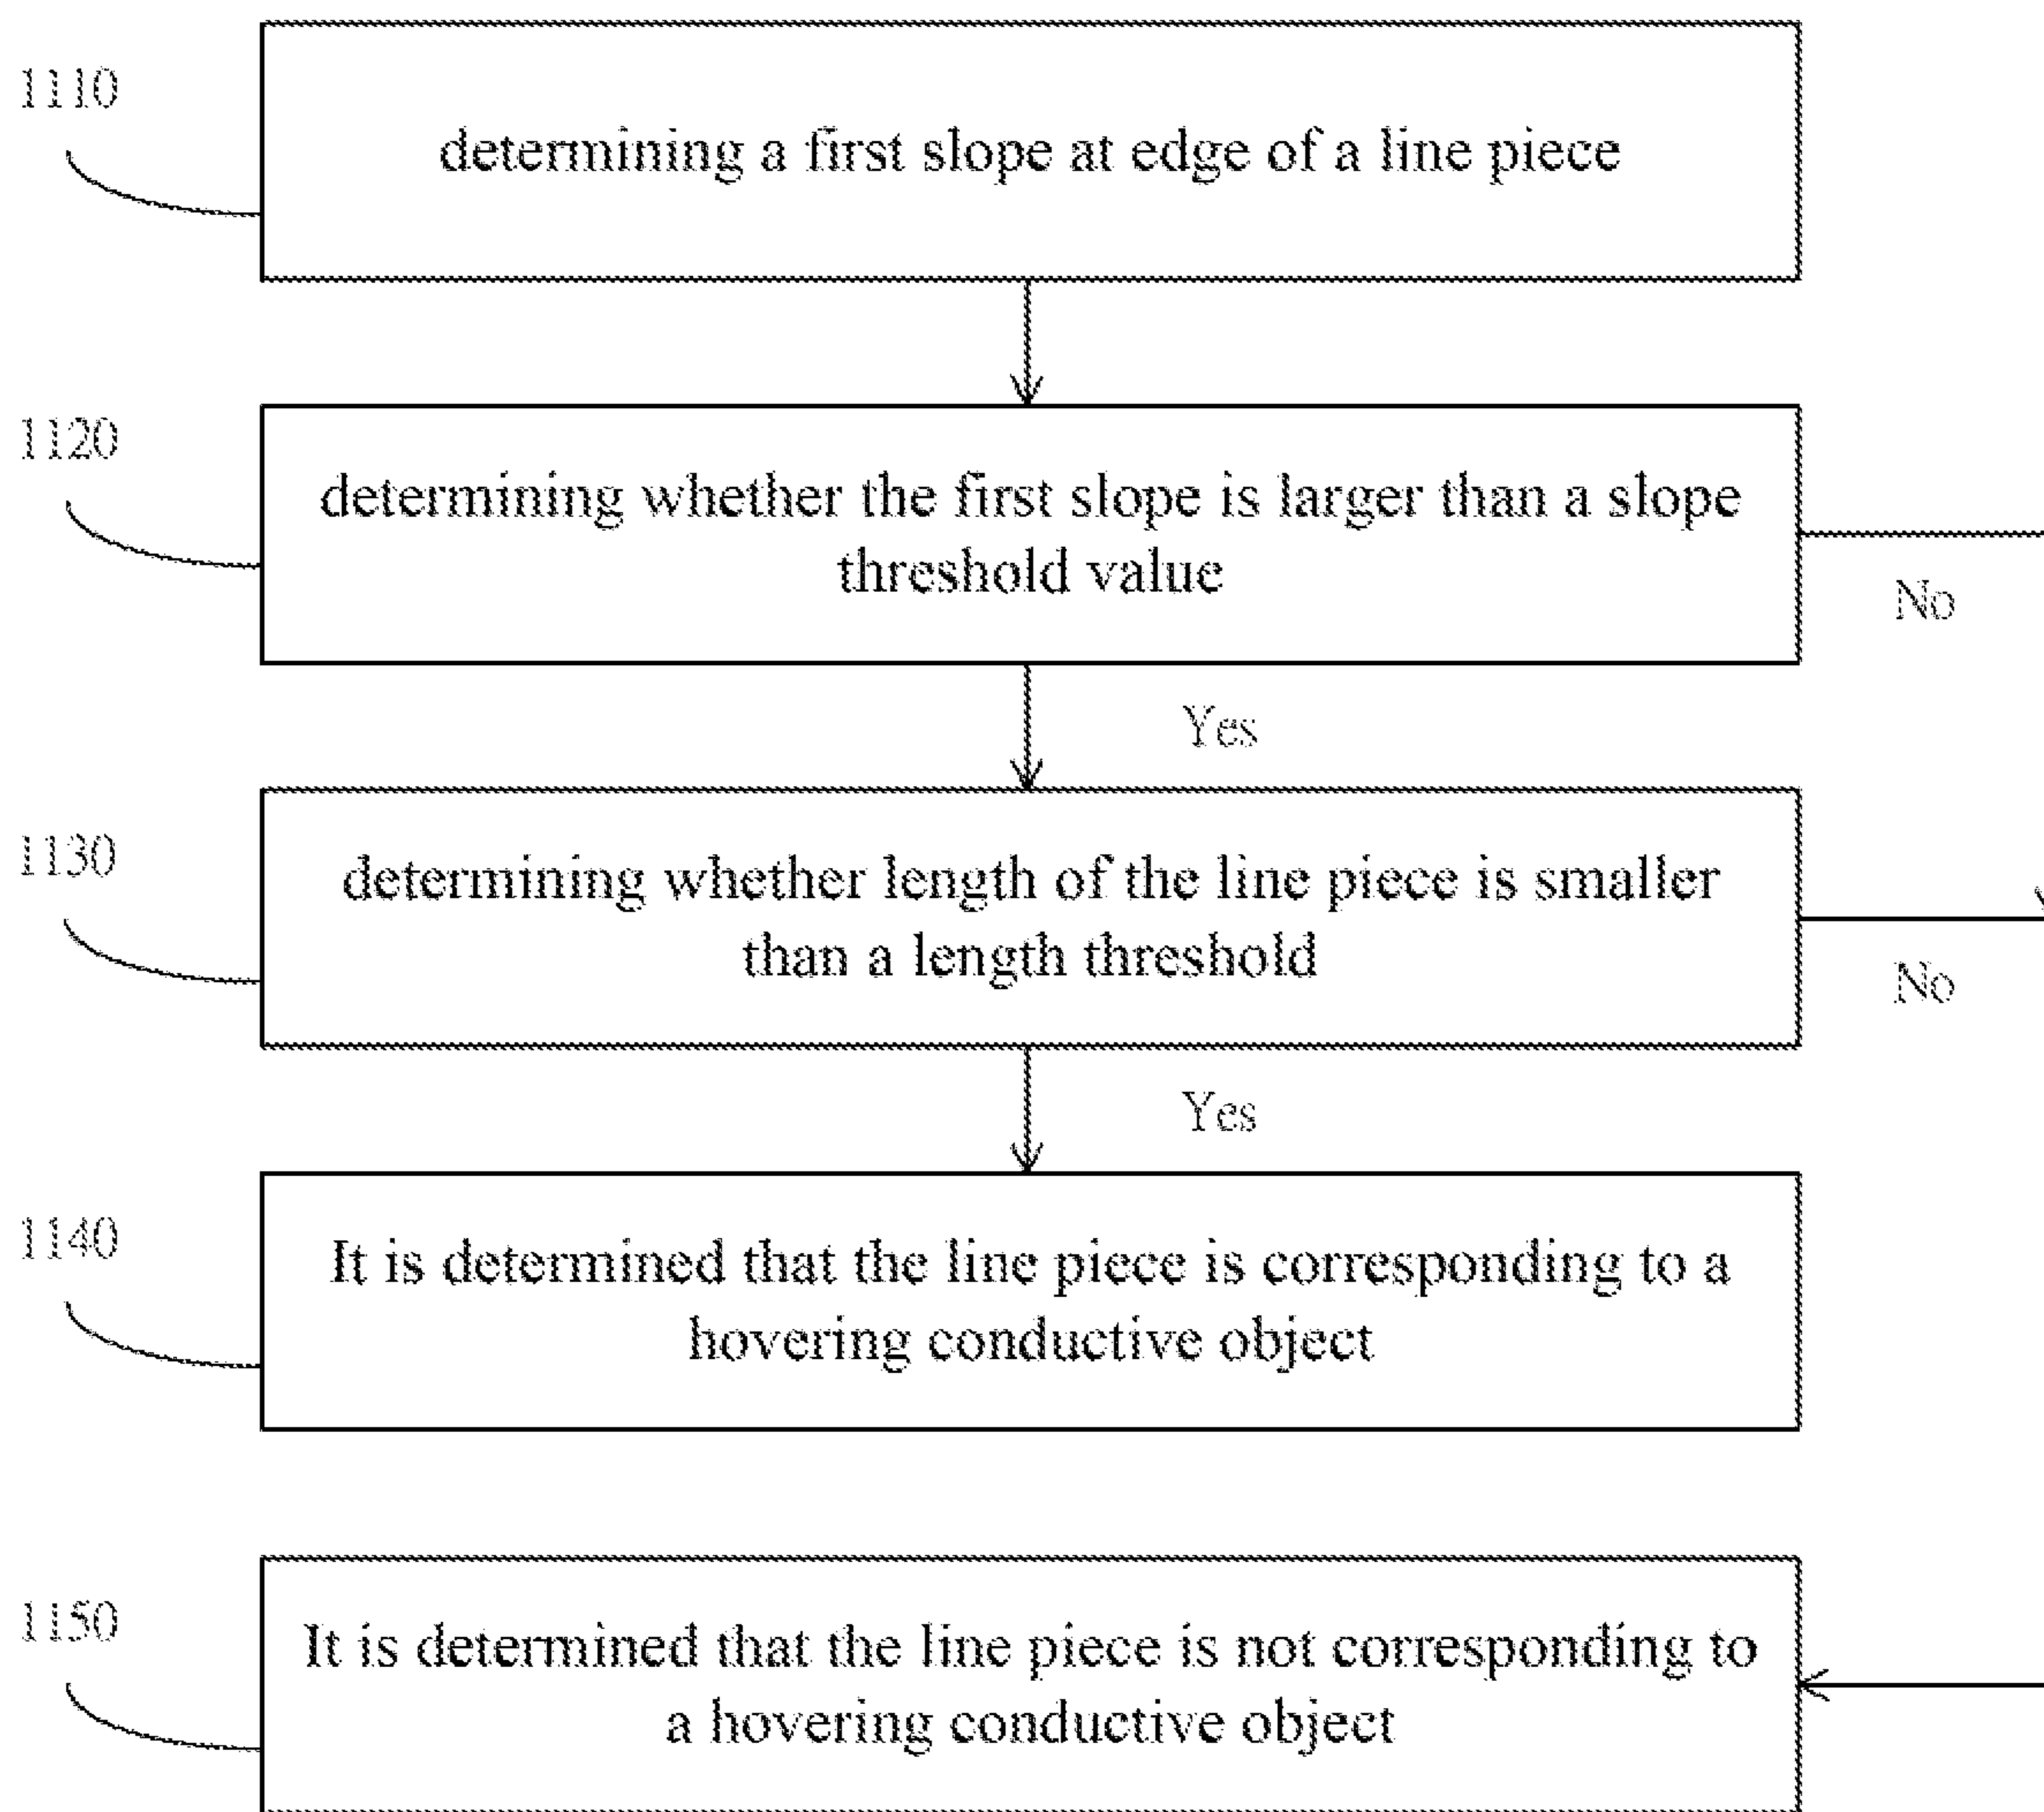 1110
determining a first slope at edge of a line piece
1120
determining whether the first slope is larger than a slope
threshold value
No
Yes
1130
determining whether length of the line piece is smaller
than a length threshold
No
Yes
1140
It is determined that the line piece is corresponding to a
hovering conductive object
1150
It is determined that the line piece is not corresponding to
a hovering conductive object